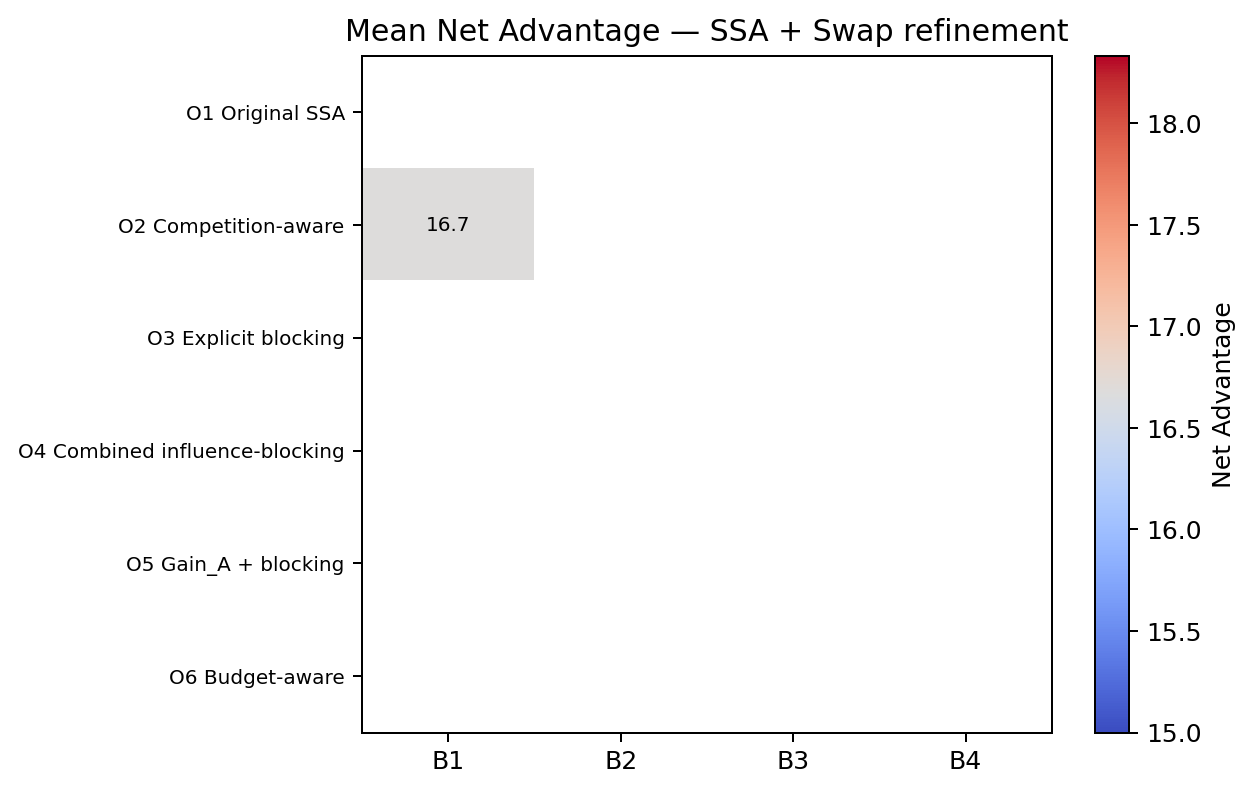 Mean Net Advantage — SSA + Swap refinement
O1 Original SSA
O2 Competition-aware
O3 Explicit blocking
O4 Combined influence-blocking
O5 Gain_A + blocking
O6 Budget-aware
16.7
B1 B2 B3 B4
18.0
17.5
17.0
16.5
16.0
15.5
15.0
Net Advantage